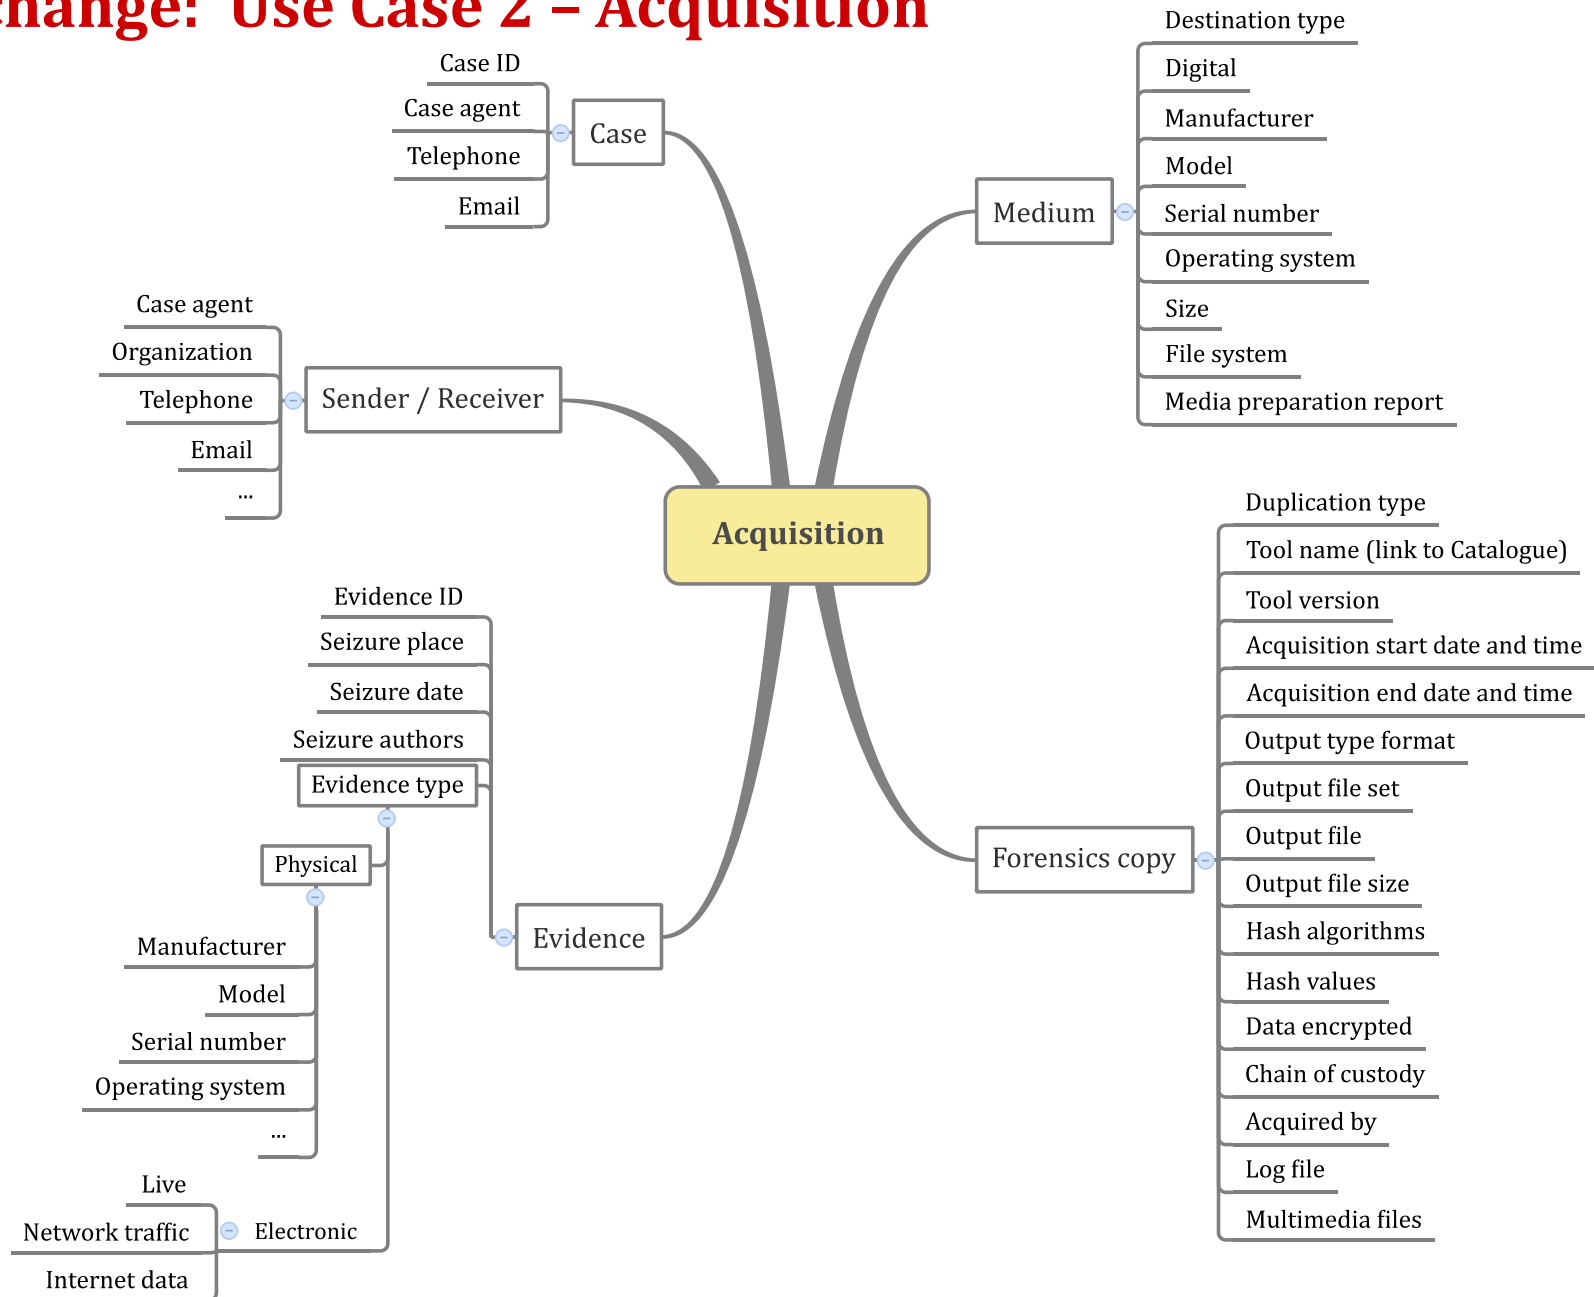 change: Use Case 2 – Acquisition
Case ID
Case agent
Telephone
Email
Case
Case agent
Organization
Telephone
Email
...
Sender / Receiver
Acquisition
Evidence ID
Seizure place
Seizure date
Seizure authors
Evidence type
Physical
Manufacturer
Model
Serial number
Operating system
...
Live
Network traffic
Internet data
Electronic
Evidence
Medium
Destination type
Digital
Manufacturer
Model
Serial number
Operating system
Size
File system
Media preparation report
Forensics copy
Duplication type
Tool name (link to Catalogue)
Tool version
Acquisition start date and time
Acquisition end date and time
Output type format
Output file set
Output file
Output file size
Hash algorithms
Hash values
Data encrypted
Chain of custody
Acquired by
Log file
Multimedia files